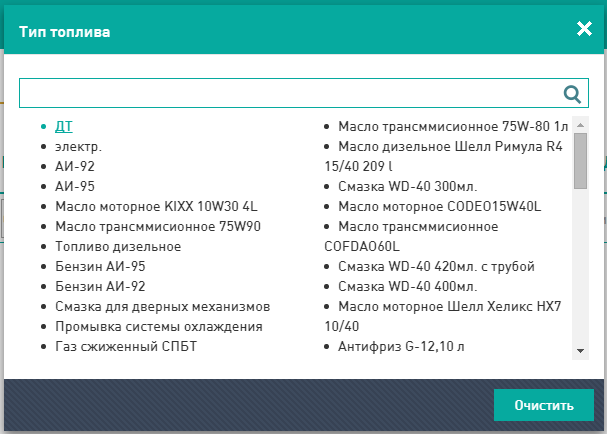 Тип топлива
ДТ
электр.
АИ-92
АИ-95
Масло моторное KIXX 10W30 4L
Масло трансммисионное 75W90
Топливо дизельное
Бензин АИ-95
Бензин АИ-92
Смазка для дверных механизмов
Промывка системы охлаждения
Газ сжиженный СПБТ
Масло трансммисионное 75W-80 1л
Масло дизельное Шелл Римула R4
15/40 209 l
Смазка WD-40 300мл.
Масло моторное CODEO15W40L
Масло трансммисионное
COFDAO60L
Смазка WD-40 420мл. с трубой
Смазка WD-40 400мл.
Масло моторное Шелл Хеликс HX7
10/40
Антифриз G-12,10 л
Очистить